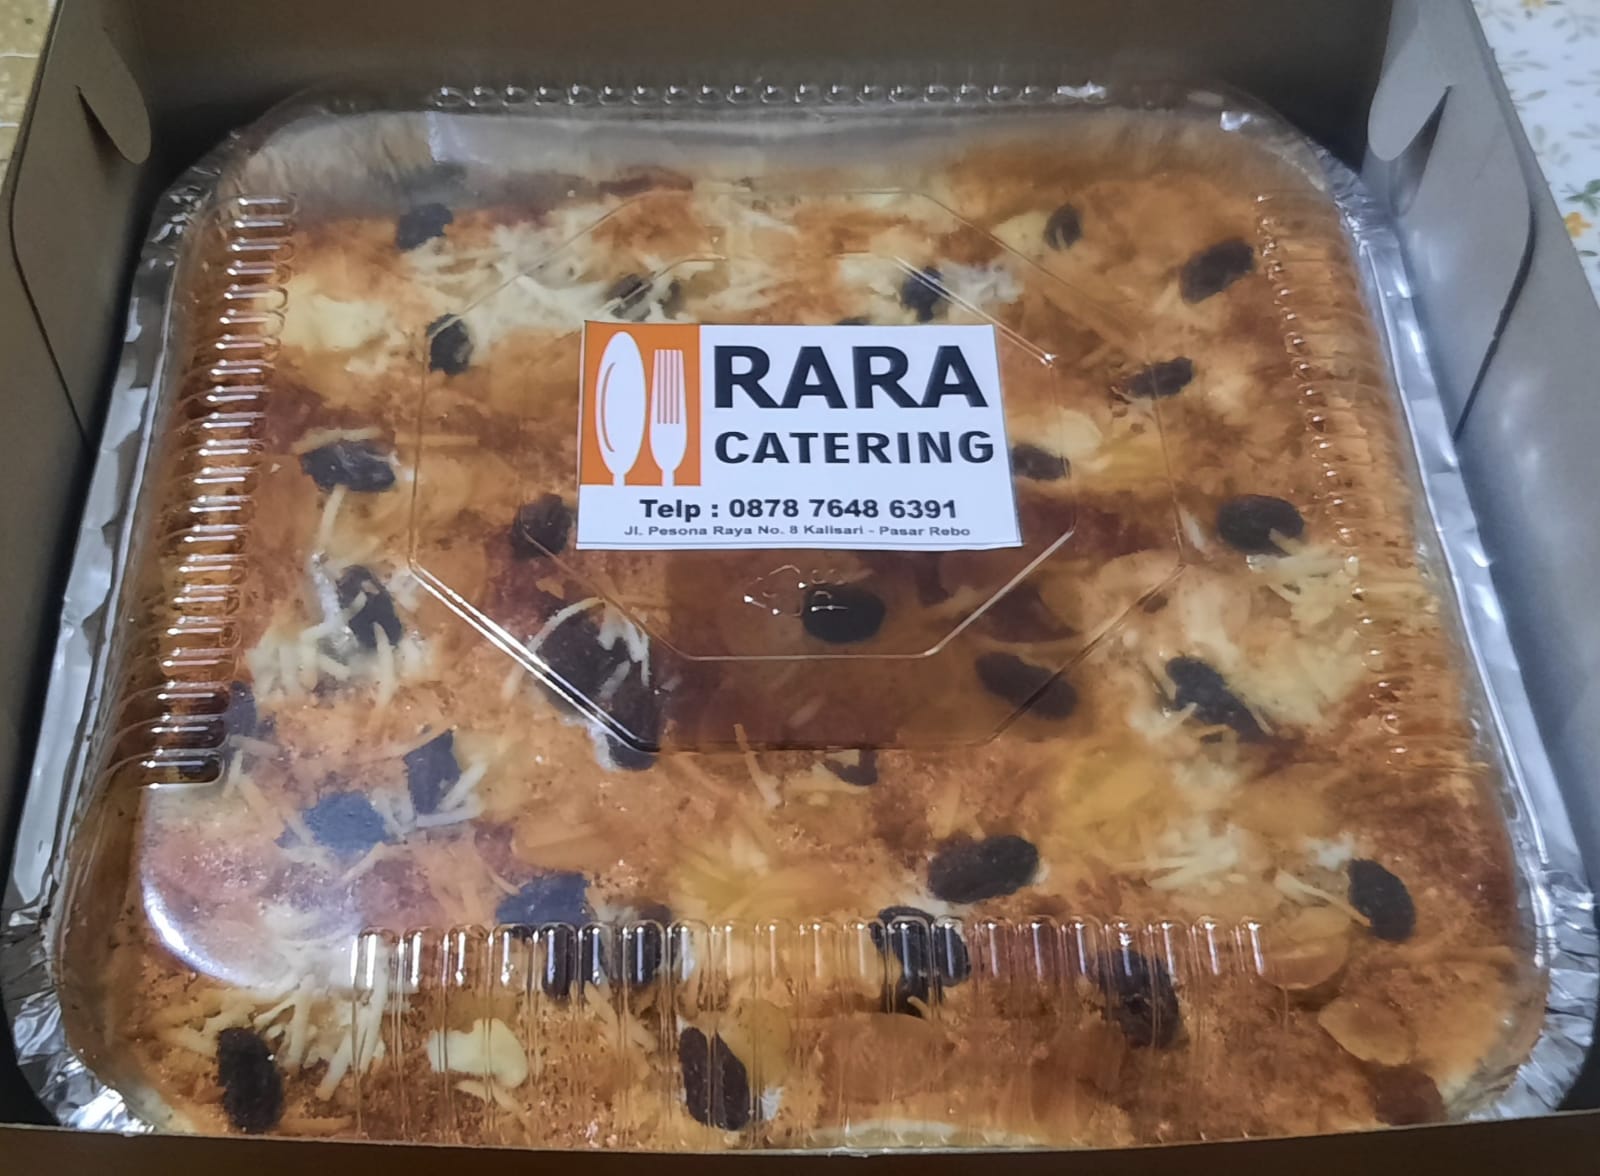 RARA
CATERING
Telp : 0878 7648 6391
Jl. Pesona Raya No. 8 Kalisari - Pasar Rebo